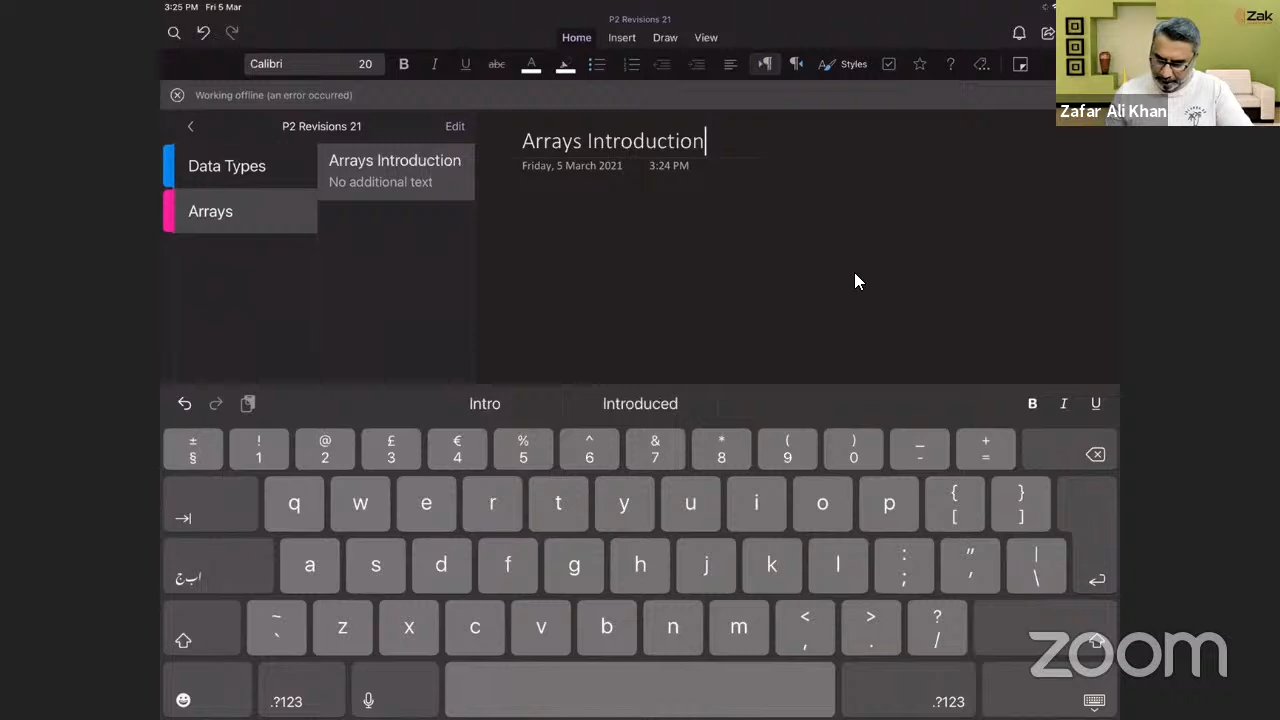 3:25 PM Fri 5 Mar
P2 Revisions 21
Home Insert Draw View
Calibri 20 B I U abc A A Styles ?
Working offline (an error occurred)
P2 Revisions 21 Edit
Data Types
Arrays
Arrays Introduction
No additional text
Arrays Introduction
Friday, 5 March 2021 3:24 PM
Zak
Zafar Ali Khan
Intro Introduced B I U
± ! @ £ € % ^ & * ( ) _ +
§ 1 2 3 4 5 6 7 8 9 0 - =
q w e r t y u i o p { }
[ ]
ا ب ج a s d f g h j k l : " |
; ' \
~ z x c v b n m < > ?
` , . /
.?123 .?123
zoom